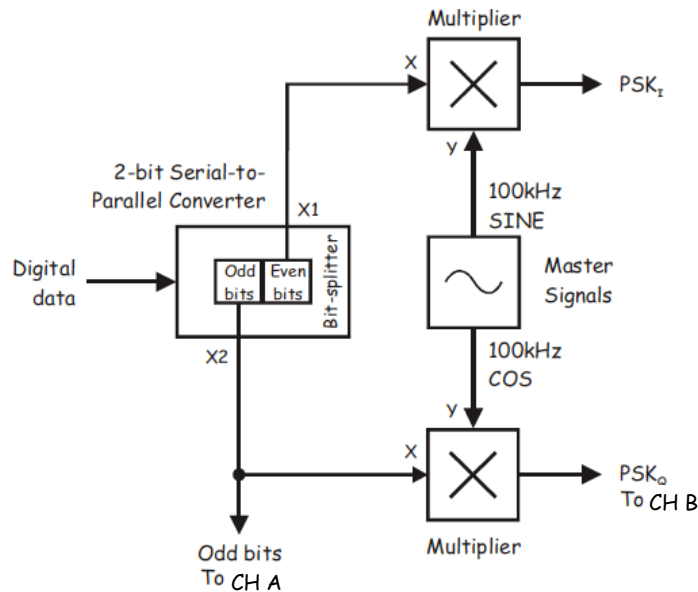 Multiplier
X
PSKI
Y
2-bit Serial-to-
Parallel Converter
X1
100kHz
SINE
Digital
data
Odd
bits
Even
bits
Bit-splitter
Master
Signals
X2
100kHz
COS
Y
X
PSKQ
To CH B
Odd bits
To CH A
Multiplier